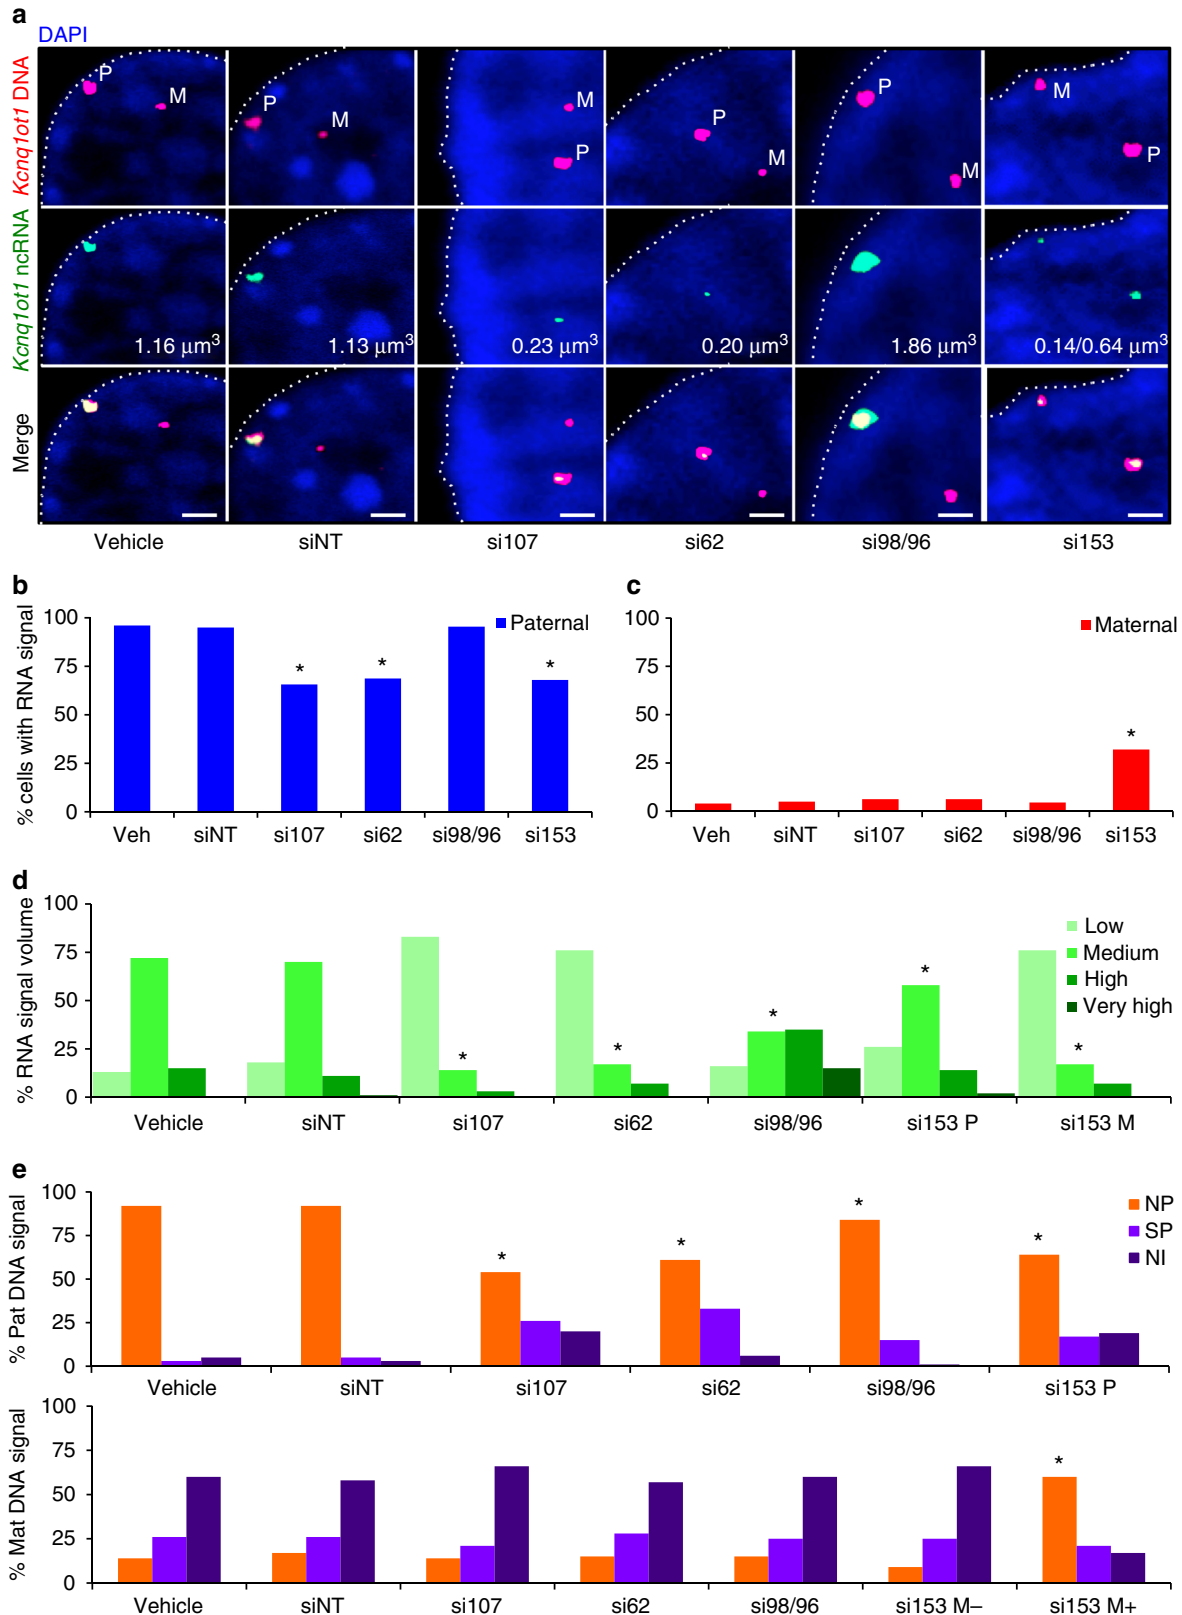 a
DAPI
Kcnq1ot1 DNA
Kcnq1ot1 ncRNA
Merge
P M
P M
M P
P M
P M
M P
1.16 μm³ 1.13 μm³ 0.23 μm³ 0.20 μm³ 1.86 μm³ 0.14/0.64 μm³
Vehicle siNT si107 si62 si98/96 si153
b
% cells with RNA signal
100
75
50
25
0
Paternal
* * *
Veh siNT si107 si62 si98/96 si153
c
100
75
50
25
0
Maternal
*
Veh siNT si107 si62 si98/96 si153
d
% RNA signal volume
100
75
50
25
0
Low
Medium
High
Very high
* * * * *
Vehicle siNT si107 si62 si98/96 si153 P si153 M
e
% Pat DNA signal
100
75
50
25
0
NP
SP
NI
* * * *
Vehicle siNT si107 si62 si98/96 si153 P
% Mat DNA signal
100
75
50
25
0
*
Vehicle siNT si107 si62 si98/96 si153 M– si153 M+